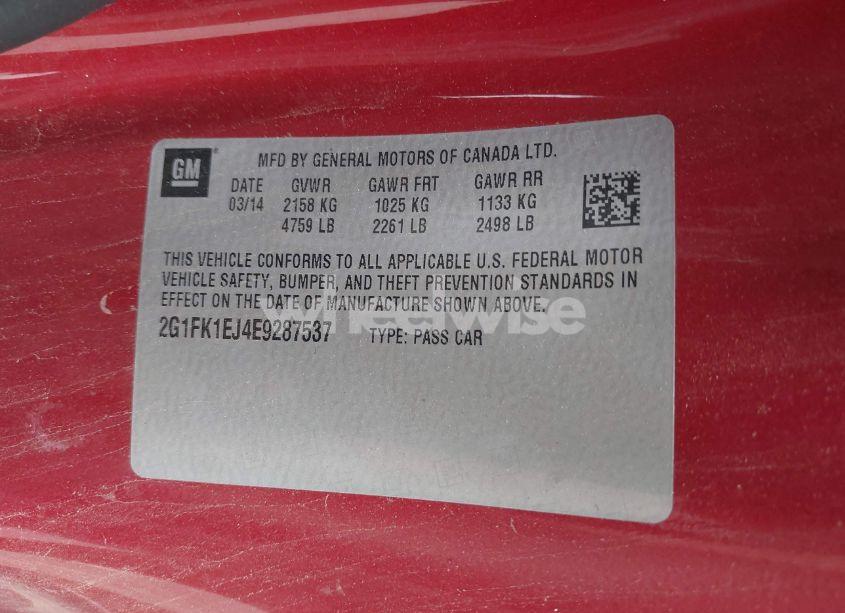 GM
MFD BY GENERAL MOTORS OF CANADA LTD.
DATE GVWR GAWR FRT GAWR RR
03/14 2158 KG 1025 KG 1133 KG
4759 LB 2261 LB 2498 LB
THIS VEHICLE CONFORMS TO ALL APPLICABLE U.S. FEDERAL MOTOR
VEHICLE SAFETY, BUMPER, AND THEFT PREVENTION STANDARDS IN
EFFECT ON THE DATE OF MANUFACTURE SHOWN ABOVE.
2G1FK1EJ4E9287537 TYPE: PASS CAR
wheelwise